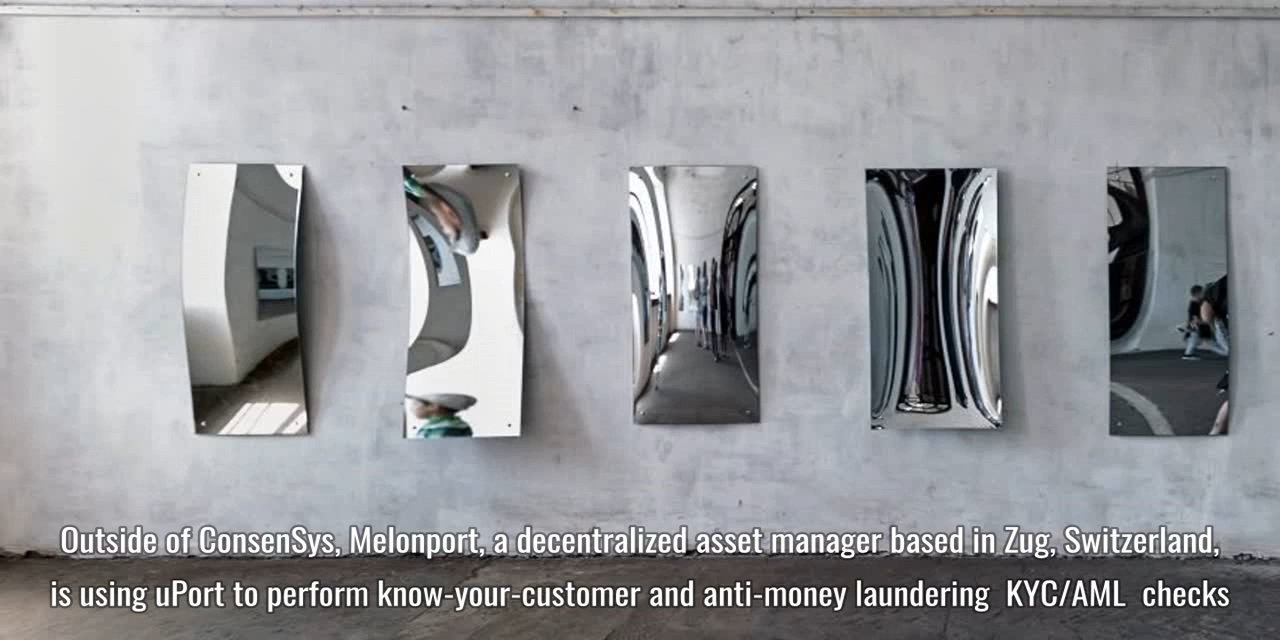 Outside of ConsenSys, Melonport, a decentralized asset manager based in Zug, Switzerland,
is using uPort to perform know-your-customer and anti-money laundering  KYC/AML  checks